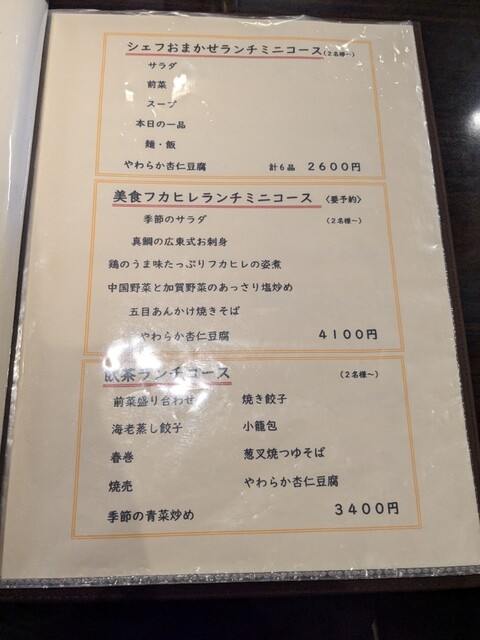 シェフおまかせランチミニコース(2名様~)
サラダ
前菜
スープ
本日の一品
麺・飯
やわらか杏仁豆腐 計6品 2600円
美食フカヒレランチミニコース 〈要予約〉
季節のサラダ (2名様~)
真鯛の広東式お刺身
鶏のうま味たっぷりフカヒレの姿煮
中国野菜と加賀野菜のあっさり塩炒め
五目あんかけ焼きそば
やわらか杏仁豆腐 4100円
飲茶ランチコース (2名様~)
前菜盛り合わせ 焼き餃子
海老蒸し餃子 小籠包
春巻 葱叉焼つゆそば
焼売 やわらか杏仁豆腐
季節の青菜炒め 3400円